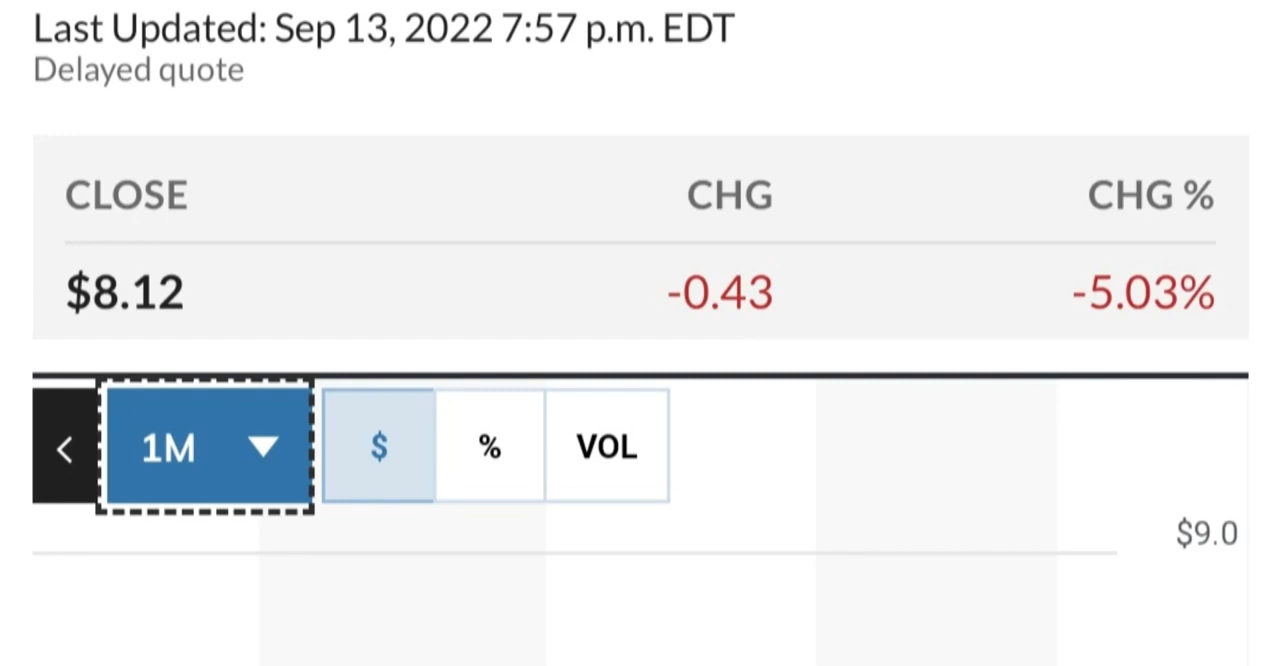 Last Updated: Sep 13, 2022 7:57 p.m. EDT
Delayed quote
CLOSE CHG CHG %
$8.12 -0.43 -5.03%
1M $ % VOL
$9.0